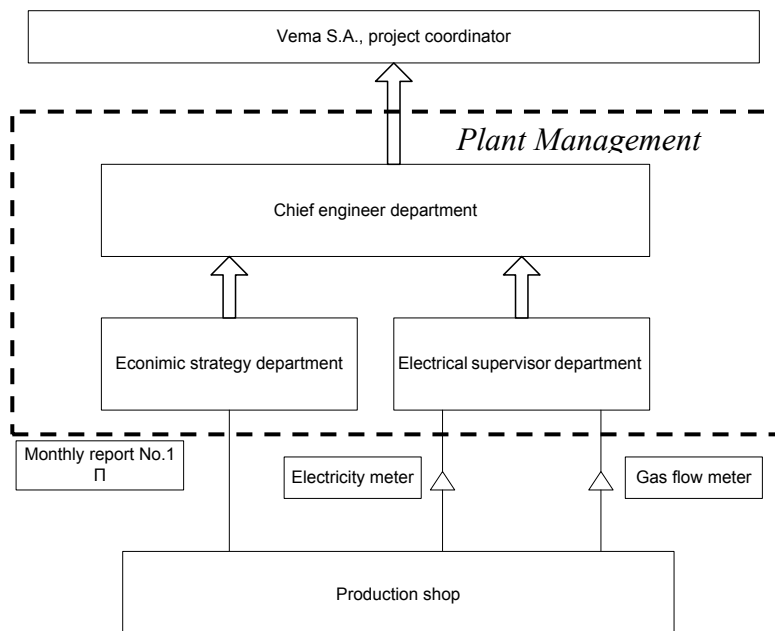 Vema S.A., project coordinator
Plant Management
Chief engineer department
Econimic strategy department
Electrical supervisor department
Monthly report No.1
П
Electricity meter
Gas flow meter
Production shop